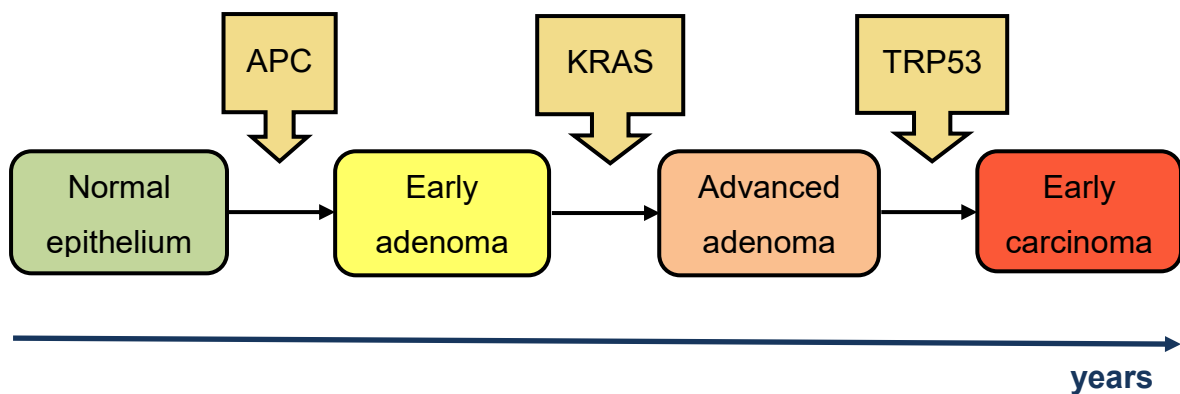 APC
KRAS
TRP53
Normal
epithelium
Early
adenoma
Advanced
adenoma
Early
carcinoma
years